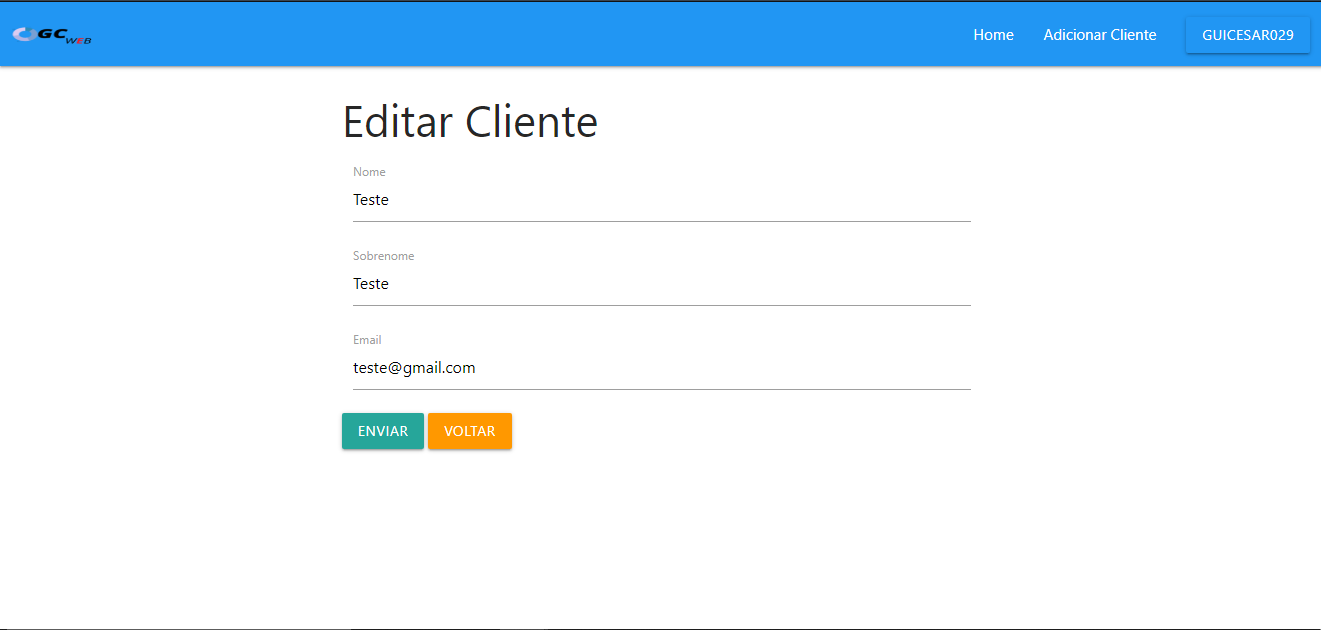 GC WEB
Home
Adicionar Cliente
GUICESAR029
Editar Cliente
Nome
Teste
Sobrenome
Teste
Email
teste@gmail.com
ENVIAR
VOLTAR